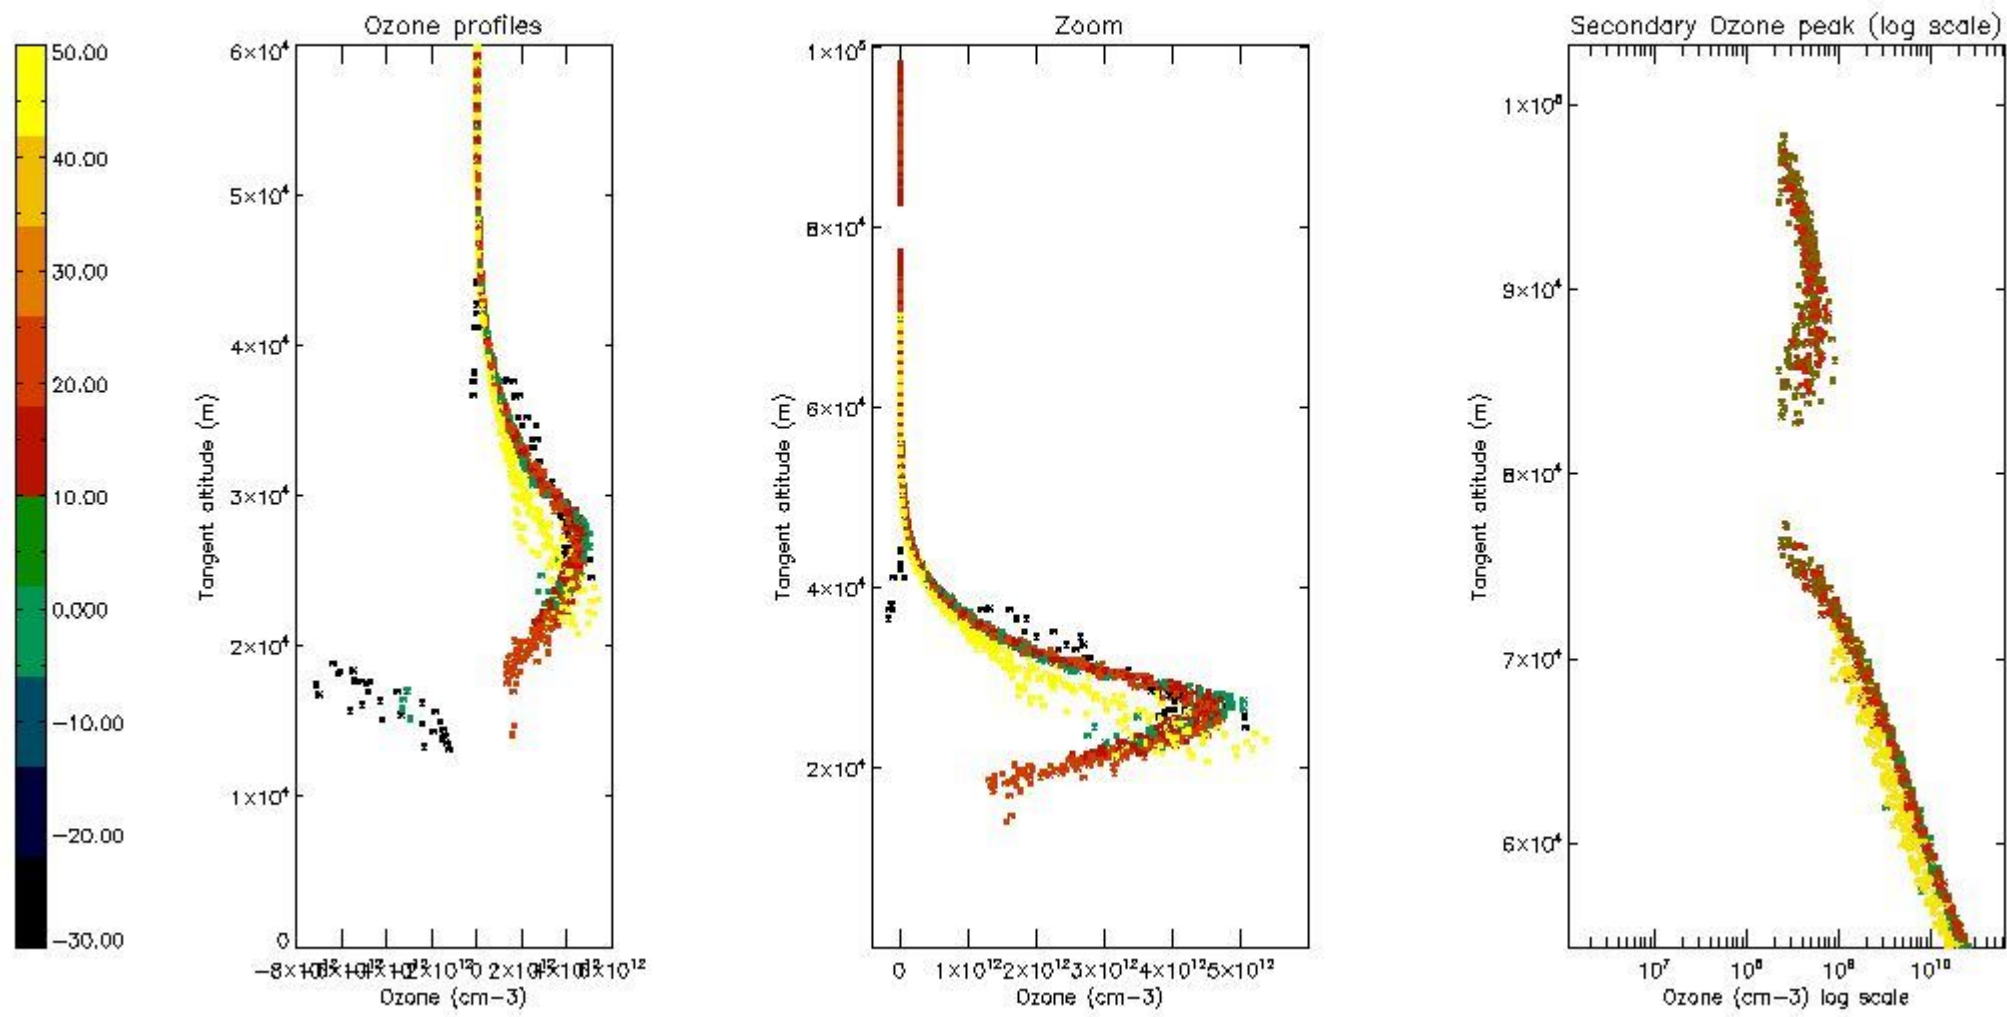 Ozone profiles
Zoom
Secondary Ozone peak (log scale)
50.00
40.00
30.00
20.00
10.00
0.000
−10.00
−20.00
−30.00
6×10⁴
5×10⁴
4×10⁴
3×10⁴
2×10⁴
1×10⁴
0
Tangent altitude (m)
0
6×10¹²
Ozone (cm−3)
1×10⁵
8×10⁴
6×10⁴
4×10⁴
2×10⁴
Tangent altitude (m)
0 1×10¹² 2×10¹² 3×10¹² 4×10¹² 5×10¹²
Ozone (cm−3)
9×10⁴
8×10⁴
7×10⁴
6×10⁴
Tangent altitude (m)
10⁷ 10⁸ 10⁹ 10¹⁰
Ozone (cm−3) log scale